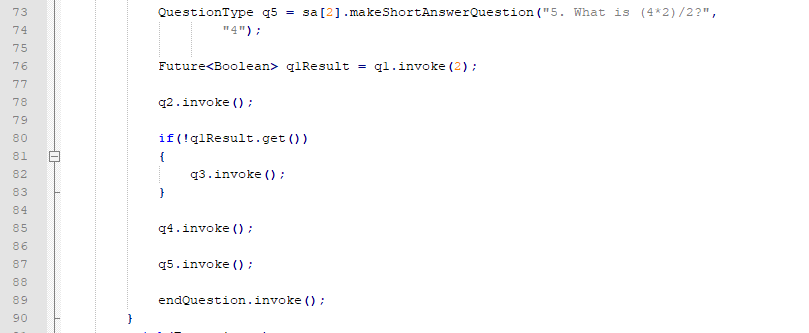 73 QuestionType q5 = sa[2].makeShortAnswerQuestion("5. What is (4*2)/2?",
74 "4");
75
76 Future<Boolean> q1Result = q1.invoke(2);
77
78 q2.invoke();
79
80 if(!q1Result.get())
81 {
82 q3.invoke();
83 }
84
85 q4.invoke();
86
87 q5.invoke();
88
89 endQuestion.invoke();
90 }